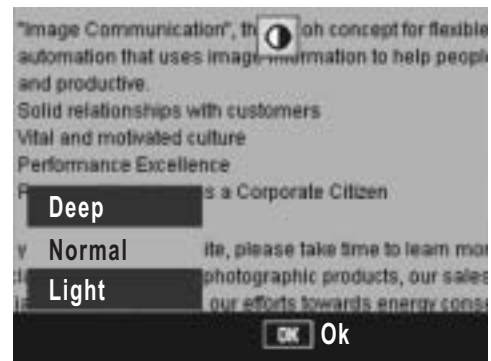 "Image Communication", th oh concept for flexible
automation that uses image information to help peopl
and productive.
Solid relationships with customers
Vital and motivated culture
Performance Excellence
s a Corporate Citizen
Deep
y
Normal
ite, please take time to learn mor
photographic products, our sales
Light
our efforts towards energy conse
OK Ok